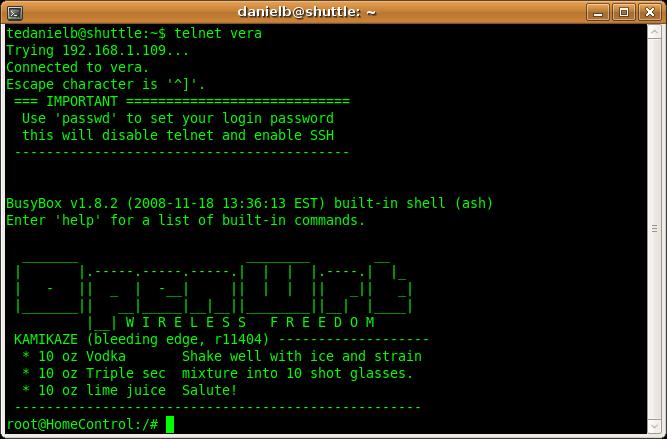 danielb@shuttle: ~
tedanielb@shuttle:~$ telnet vera
Trying 192.168.1.109...
Connected to vera.
Escape character is '^]'.
=== IMPORTANT ============================
Use 'passwd' to set your login password
this will disable telnet and enable SSH
------------------------------------------
BusyBox v1.8.2 (2008-11-18 13:36:13 EST) built-in shell (ash)
Enter 'help' for a list of built-in commands.
OpenWrt
W I R E L E S S   F R E E D O M
KAMIKAZE (bleeding edge, r11404) -------------------
* 10 oz Vodka       Shake well with ice and strain
* 10 oz Triple sec  mixture into 10 shot glasses.
* 10 oz lime juice  Salute!
---------------------------------------------------
root@HomeControl:/#